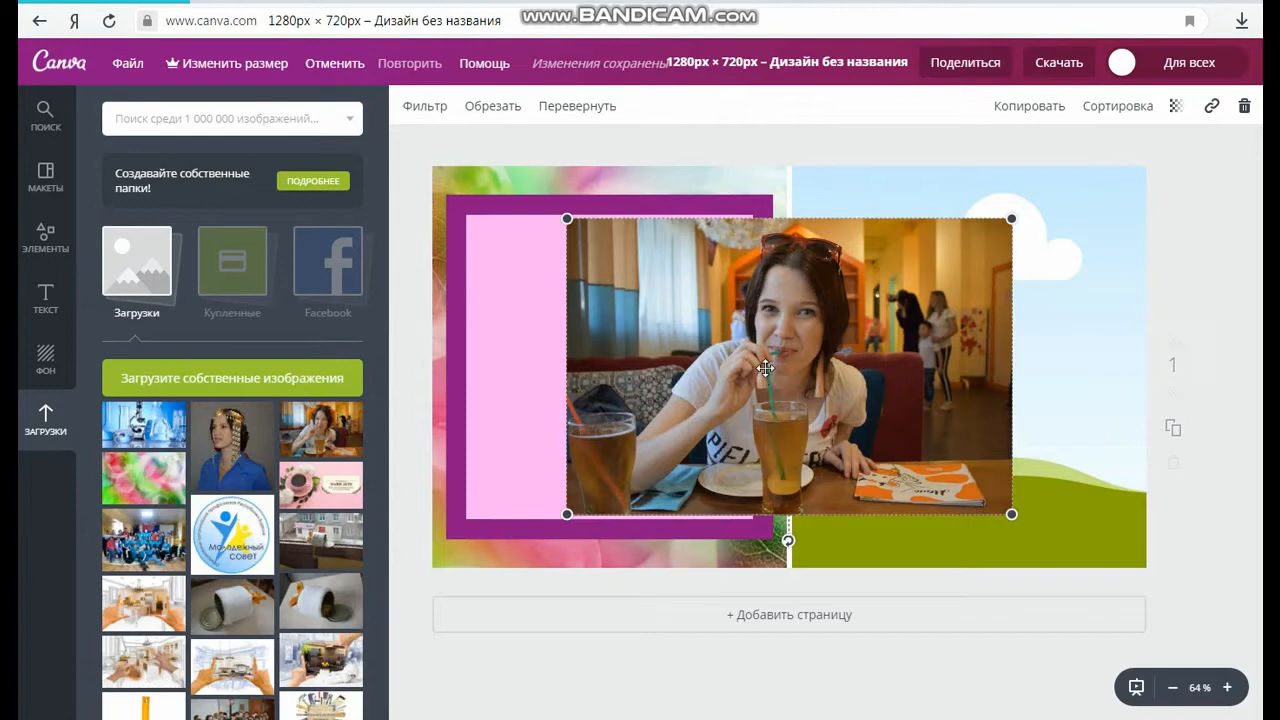 www.BANDICAM.com
Я www.canva.com 1280px × 720px – Дизайн без названия
Canva Файл Изменить размер Отменить Повторить Помощь Изменения сохранены 1280px × 720px – Дизайн без названия Поделиться Скачать Для всех
Фильтр Обрезать Перевернуть Копировать Сортировка
ПОИСК
МАКЕТЫ
ЭЛЕМЕНТЫ
ТЕКСТ
ФОН
ЗАГРУЗКИ
Поиск среди 1 000 000 изображений...
Создавайте собственные
папки!
ПОДРОБНЕЕ
Загрузки Купленные Facebook
Загрузите собственные изображения
Молодежный
совет
1
+ Добавить страницу
64 %